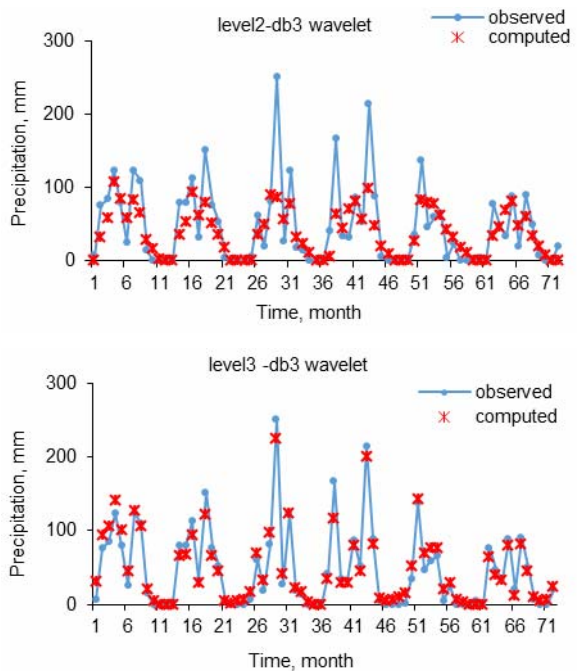 level2-db3 wavelet
observed
computed
Precipitation, mm
300
200
100
0
1 6 11 16 21 26 31 36 41 46 51 56 61 66 71
Time, month
level3 -db3 wavelet
observed
computed
Precipitation, mm
300
200
100
0
1 6 11 16 21 26 31 36 41 46 51 56 61 66 71
Time, month